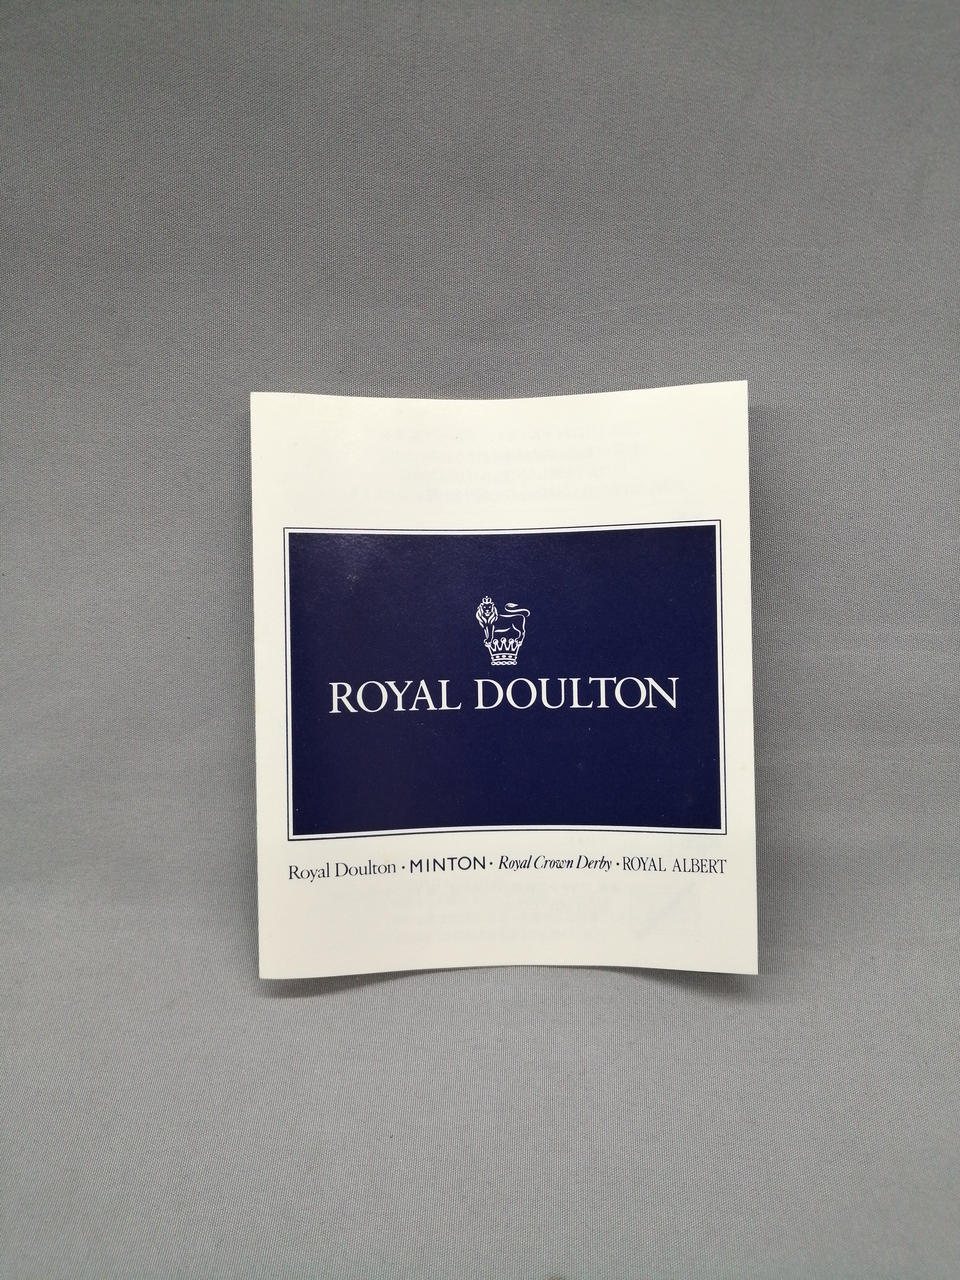 ROYAL DOULTON
Royal Doulton · MINTON · Royal Crown Derby · ROYAL ALBERT